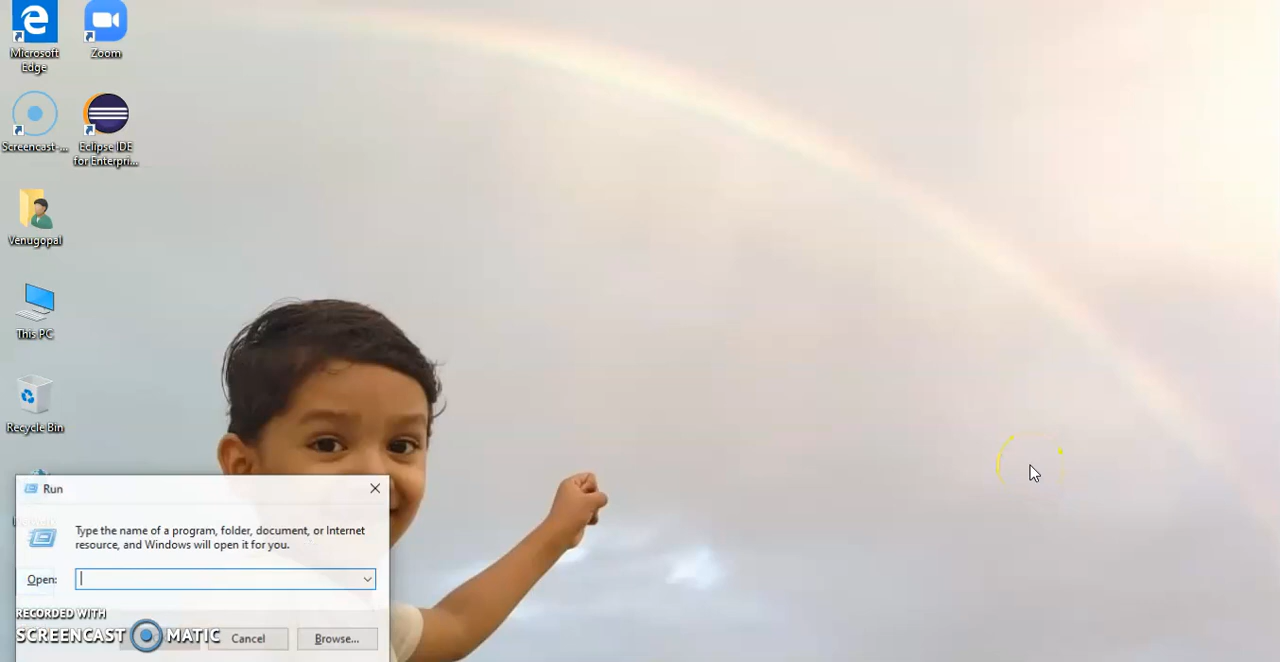 Microsoft
Edge
Zoom
Screencast-...
Eclipse IDE
for Enterpri...
Venugopal
This PC
Recycle Bin
Run
Type the name of a program, folder, document, or Internet
resource, and Windows will open it for you.
Open:
RECORDED WITH
SCREENCAST MATIC
Cancel
Browse...